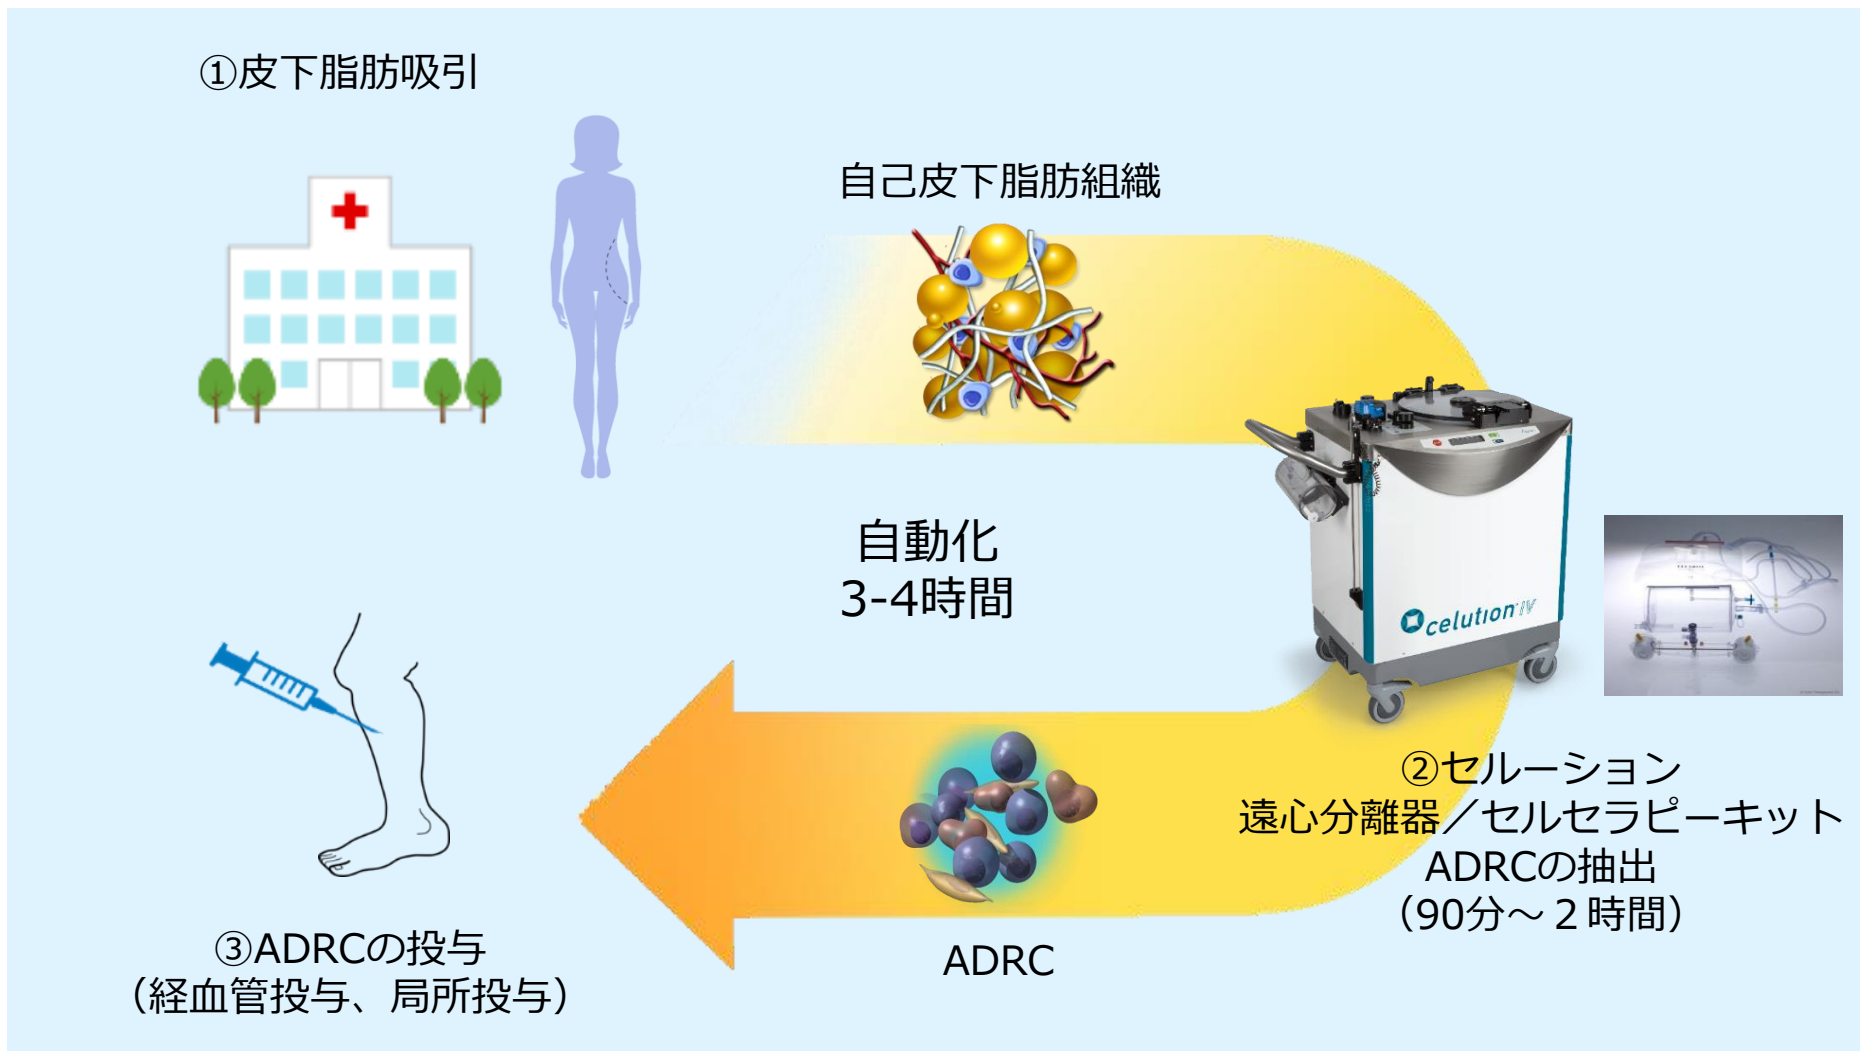 ①皮下脂肪吸引
自己皮下脂肪組織
自動化
3-4時間
celution IV
②セルーション
遠心分離器／セルセラピーキット
ADRCの抽出
（90分～２時間）
ADRC
③ADRCの投与
（経血管投与、局所投与）